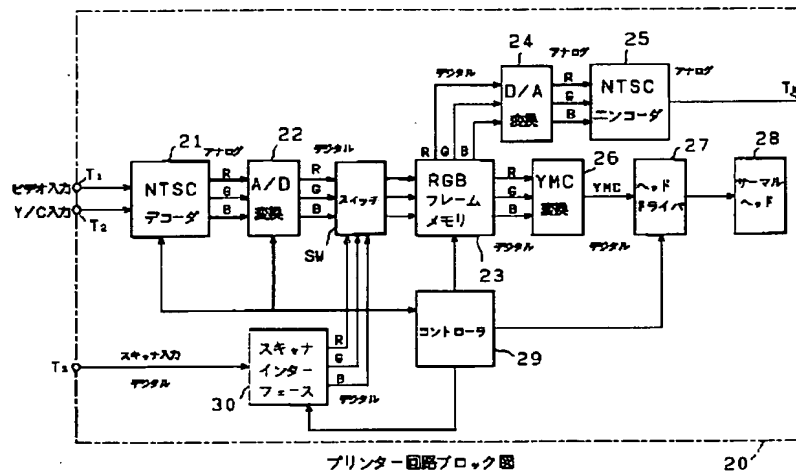 24
25
アナログ
アナログ
デジタル
R
G
B
D/A
変換
NTSC
エンコーダ
R G B
21
アナログ
22
デジタル
26
27
28
T₁
ビデオ入力
Y/C入力
T₂
NTSC
デコーダ
R
G
B
A/D
変換
R
G
B
スイッチ
SW
RGB
フレーム
メモリ
23
R
G
B
デジタル
YMC
変換
YMC
デジタル
ヘッド
ドライバ
サーマル
ヘッド
コントローラ
29
スキャナ入力
デジタル
スキャナ
インター
フェース
30
R
G
B
デジタル
プリンター回路ブロック図
20